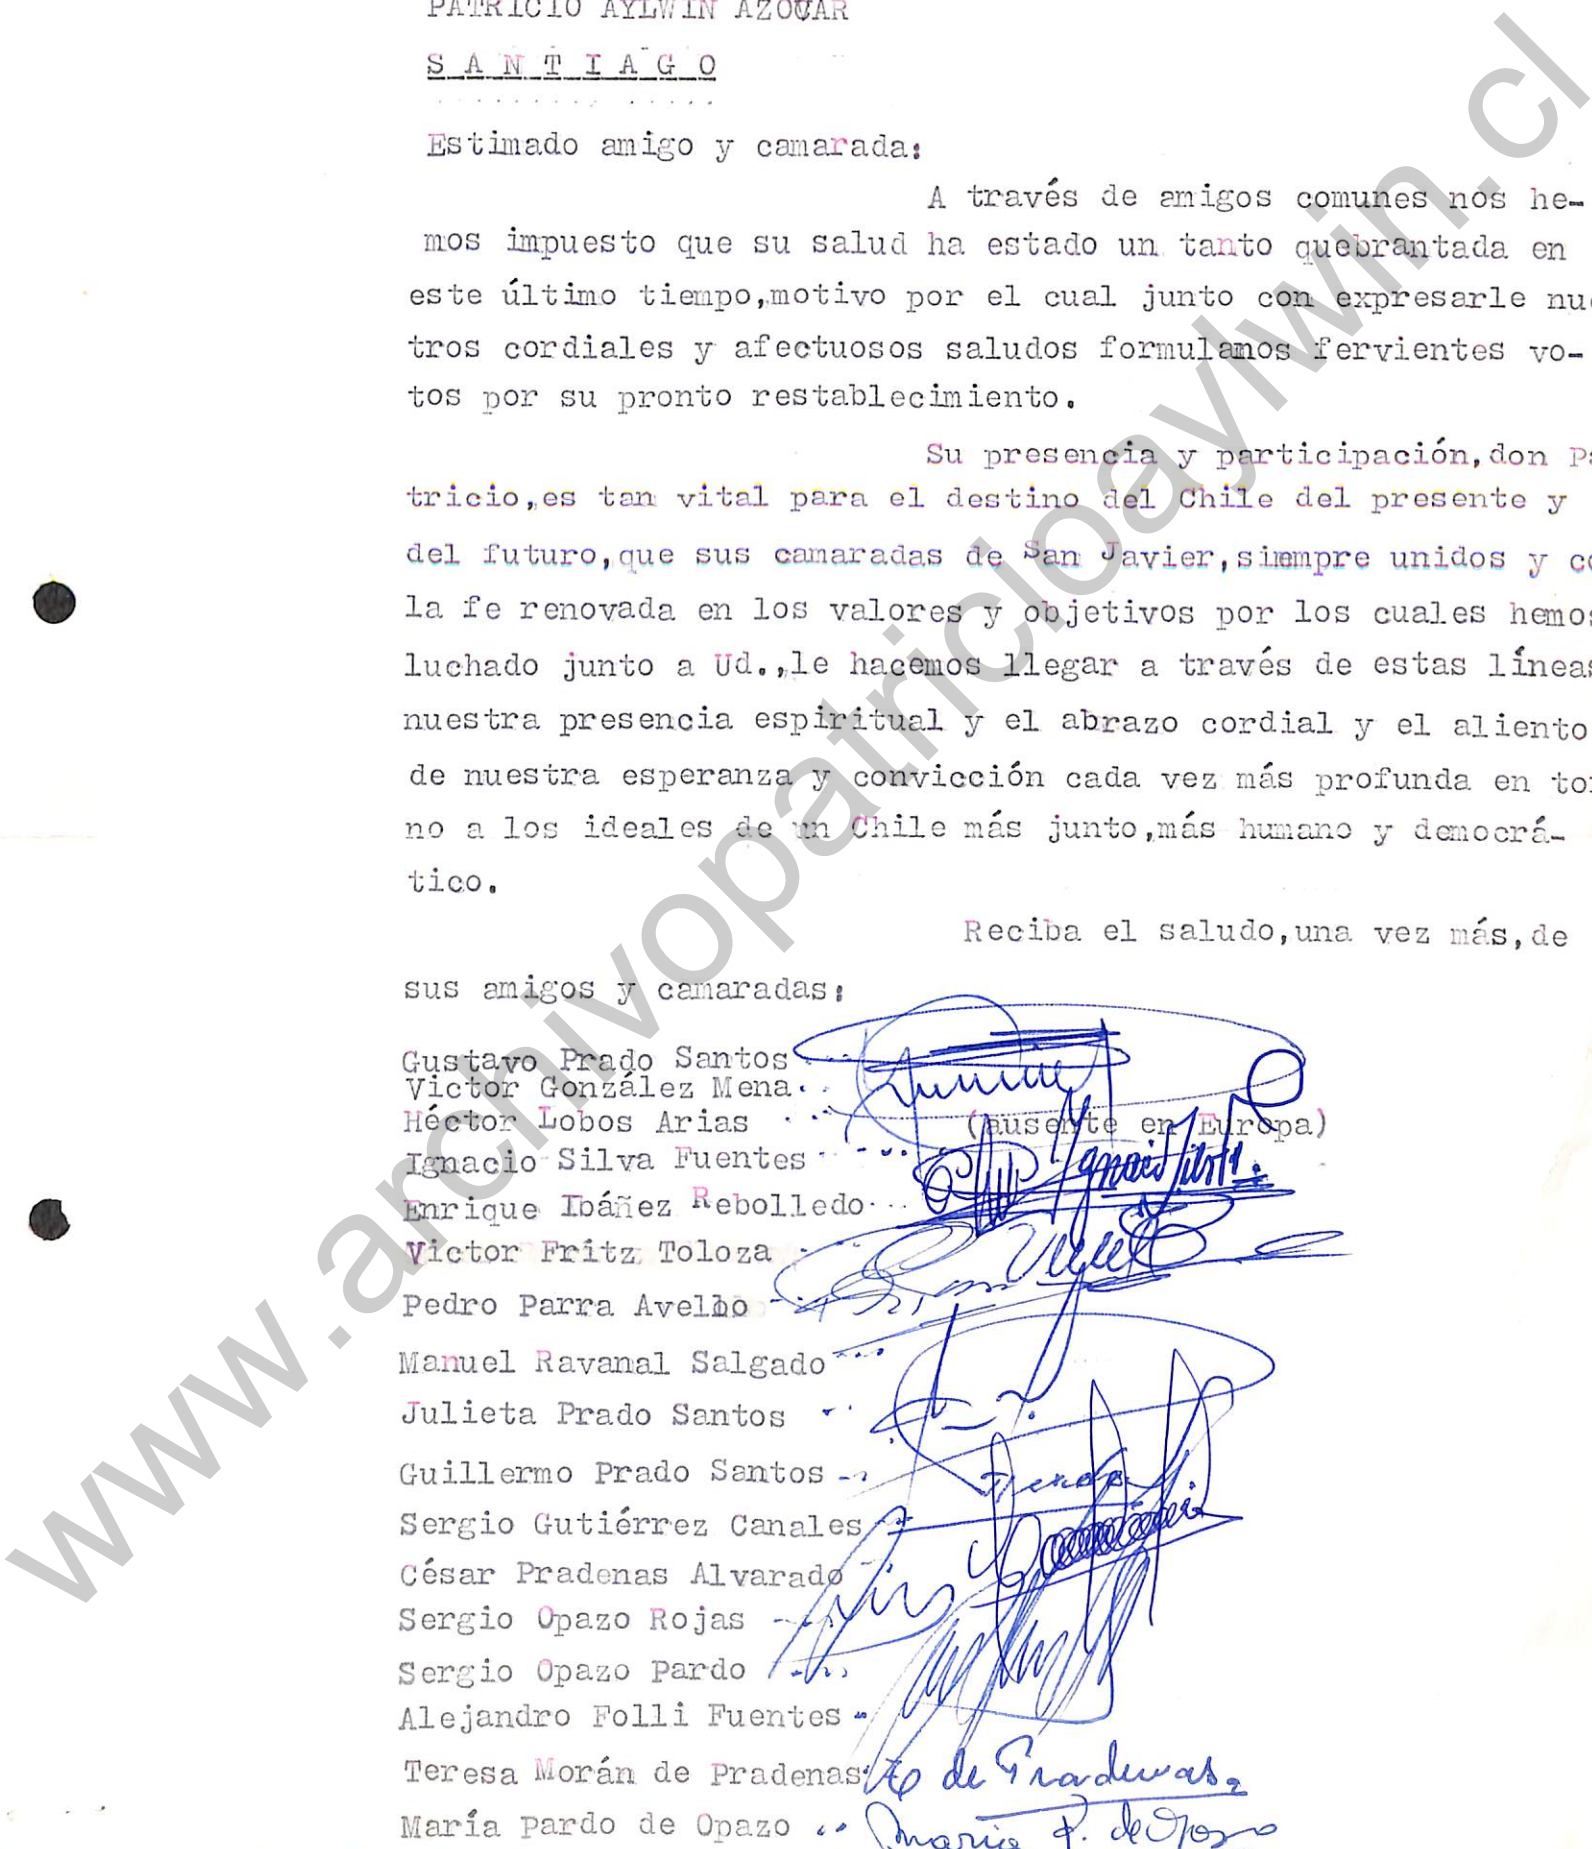 PATRICIO AYLWIN AZOCAR
S A N T I A G O
Estimado amigo y camarada:
A través de amigos comunes nos he-
mos impuesto que su salud ha estado un tanto quebrantada en
este último tiempo,motivo por el cual junto con expresarle nue
tros cordiales y afectuosos saludos formulamos fervientes vo-
tos por su pronto restablecimiento.
Su presencia y participación,don Pa
tricio,es tan vital para el destino del Chile del presente y
del futuro,que sus camaradas de San Javier,siempre unidos y co
la fe renovada en los valores y objetivos por los cuales hemos
luchado junto a Ud.,le hacemos llegar a través de estas líneas
nuestra presencia espiritual y el abrazo cordial y el aliento
de nuestra esperanza y convicción cada vez más profunda en tor
no a los ideales de un Chile más junto,más humano y democrá-
tico.
Reciba el saludo,una vez más,de
sus amigos y camaradas:
Gustavo Prado Santos
Victor González Mena
Héctor Lobos Arias (ausente en Europa)
Ignacio Silva Fuentes
Enrique Ibáñez Rebolledo
Victor Fritz Toloza
Pedro Parra Avello
Manuel Ravanal Salgado
Julieta Prado Santos
Guillermo Prado Santos
Sergio Gutiérrez Canales
César Pradenas Alvarado
Sergio Opazo Rojas
Sergio Opazo Pardo
Alejandro Folli Fuentes
Teresa Morán de Pradenas de Pradenas
María Pardo de Opazo María P. de Opazo
www.archivopatricioaylwin.cl